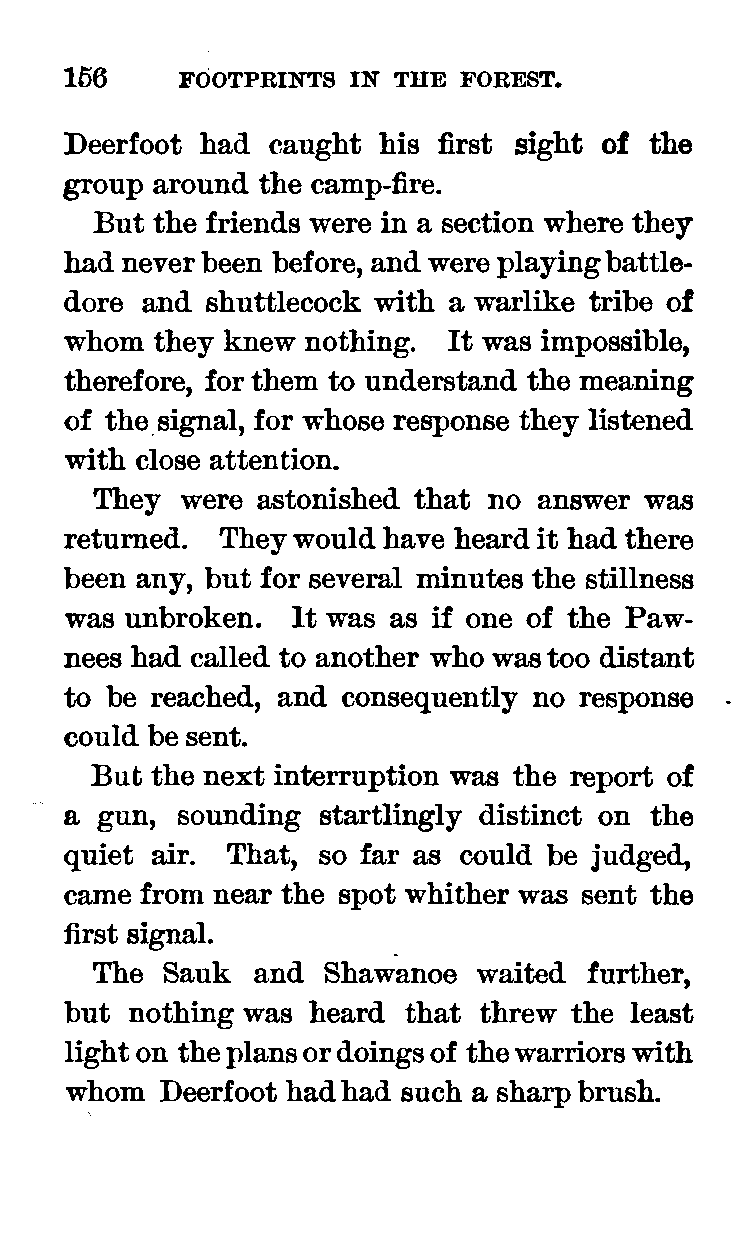 156 FOOTPRINTS IN THE FOREST.
Deerfoot had caught his first sight of the
group around the camp-fire.
But the friends were in a section where they
had never been before, and were playing battle-
dore and shuttlecock with a warlike tribe of
whom they knew nothing. It was impossible,
therefore, for them to understand the meaning
of the signal, for whose response they listened
with close attention.
They were astonished that no answer was
returned. They would have heard it had there
been any, but for several minutes the stillness
was unbroken. It was as if one of the Paw-
nees had called to another who was too distant
to be reached, and consequently no response
could be sent.
But the next interruption was the report of
a gun, sounding startlingly distinct on the
quiet air. That, so far as could be judged,
came from near the spot whither was sent the
first signal.
The Sauk and Shawanoe waited further,
but nothing was heard that threw the least
light on the plans or doings of the warriors with
whom Deerfoot had had such a sharp brush.